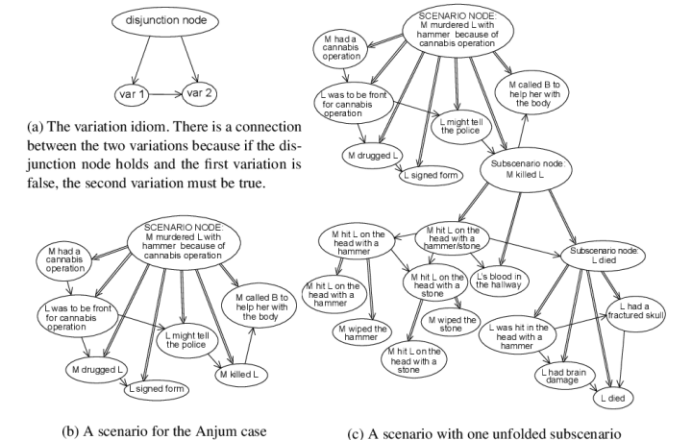 disjunction node
var 1
var 2
(a) The variation idiom. There is a connection
between the two variations because if the dis-
junction node holds and the first variation is
false, the second variation must be true.
SCENARIO NODE:
M murdered L with
hammer because of
cannabis operation
M had a
cannabis
operation
L was to be front
for cannabis
operation
M drugged L
L signed form
L might tell
the police
M killed L
M called B to
help her with
the body
(b) A scenario for the Anjum case
SCENARIO NODE:
M murdered L with
hammer because of
cannabis operation
M had a
cannabis
operation
L was to be front
for cannabis
operation
M drugged L
L signed form
L might tell
the police
M called B to
help her with
the body
Subscenario node:
M killed L
M hit L on the
head with a
hammer
M hit L on the
head with a
hammer/stone
Subscenario node:
L died
M hit L on the
head with a
hammer
M hit L on the
head with a
stone
L's blood in
the hallway
M wiped the
hammer
M wiped the
stone
M hit L on the
head with a
stone
L was hit in the
head with a
hammer
L had a
fractured skull
L had brain
damage
L died
(c) A scenario with one unfolded subscenario